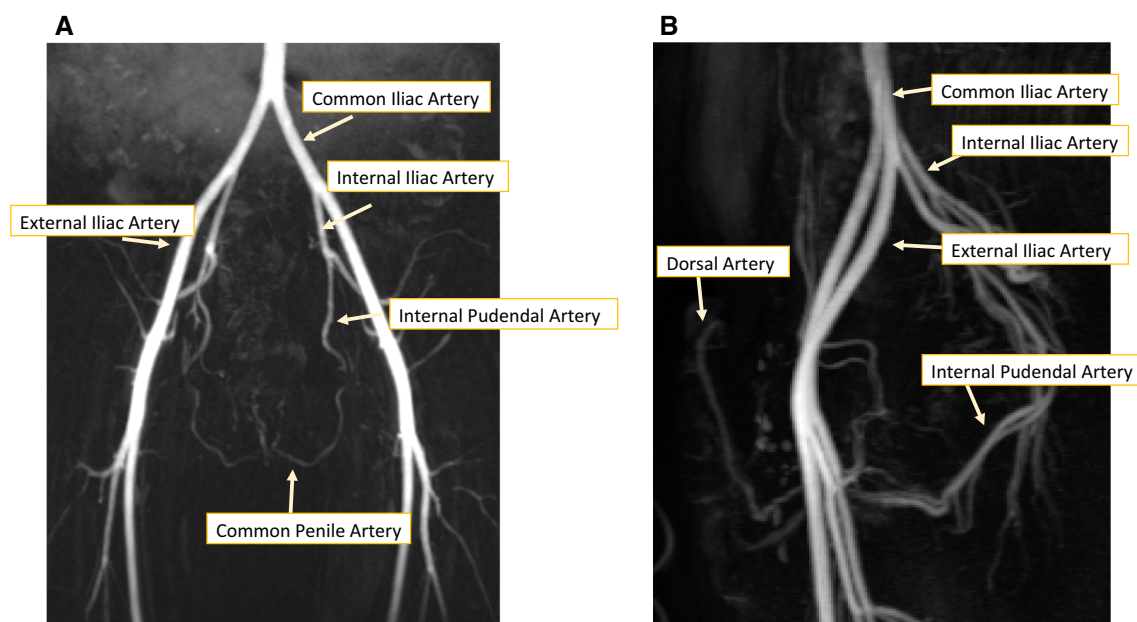 A
Common Iliac Artery
Internal Iliac Artery
External Iliac Artery
Internal Pudendal Artery
Common Penile Artery
B
Common Iliac Artery
Internal Iliac Artery
External Iliac Artery
Dorsal Artery
Internal Pudendal Artery